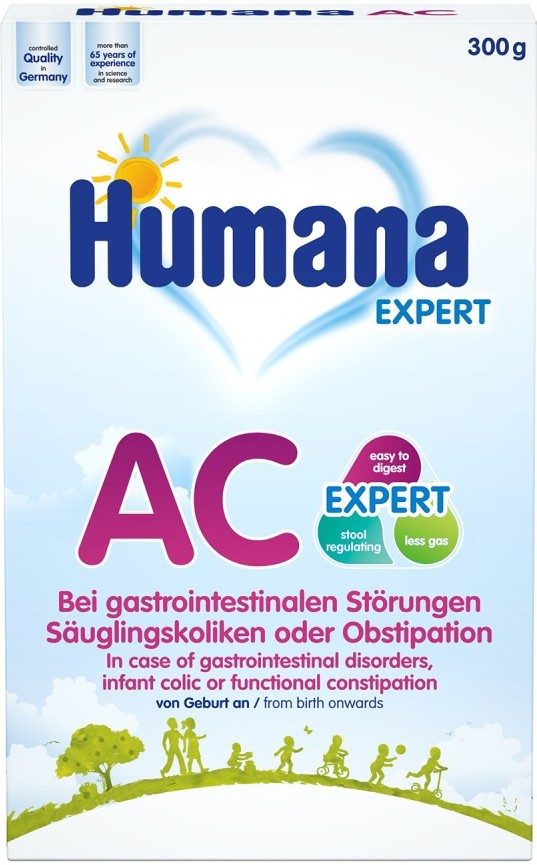 Humana AC
controlled
Quality
in
Germany
more than
65 years of
experience
in science
and research
300g
Humana
EXPERT
AC
easy to
digest
EXPERT
stool
regulating
less gas
Bei gastrointestinalen Störungen
Säuglingskoliken oder Obstipation
In case of gastrointestinal disorders,
infant colic or functional constipation
von Geburt an / from birth onwards